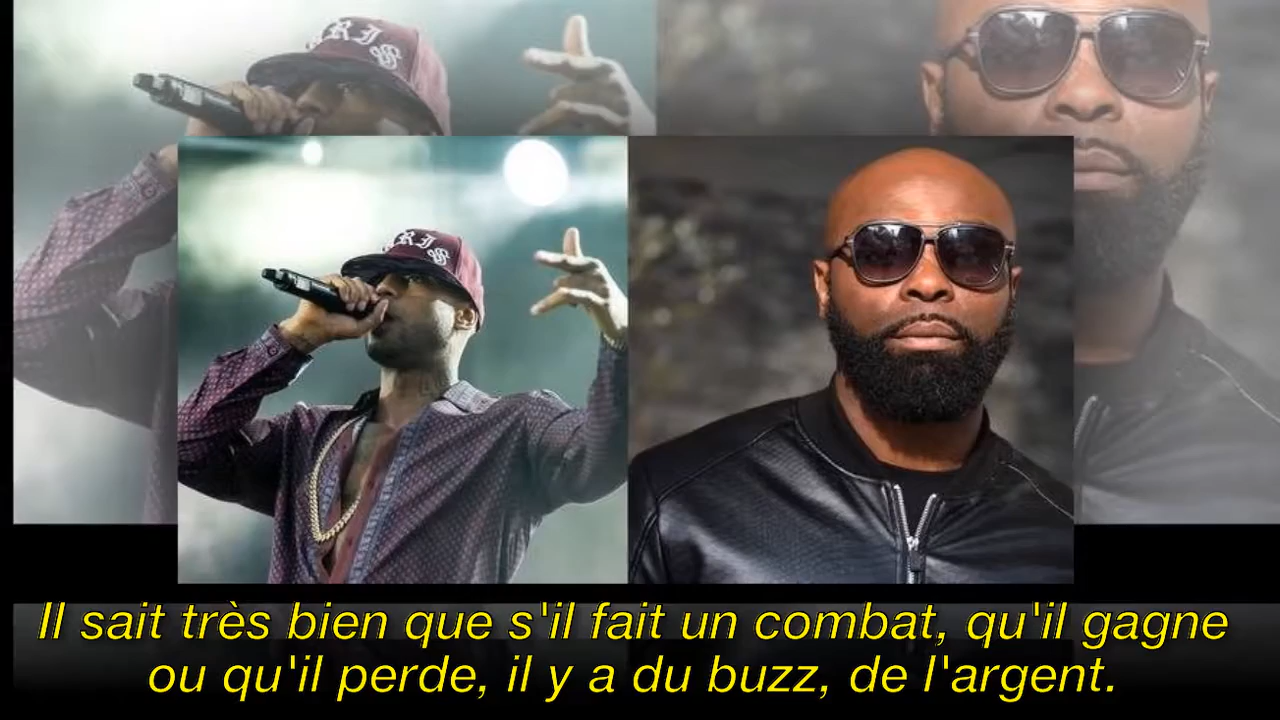 Il sait très bien que s'il fait un combat, qu'il gagne
ou qu'il perde, il y a du buzz, de l'argent.